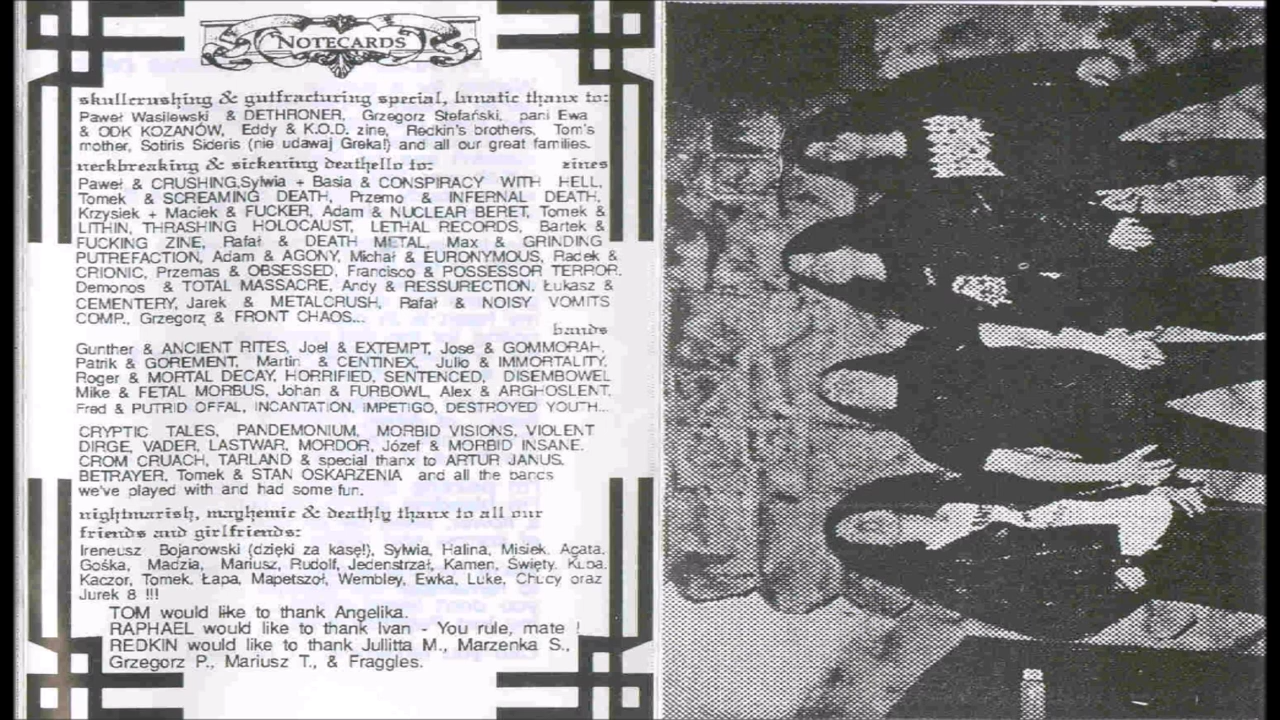 NOTECARDS
skullcrushing & gutfracturing special, lunatic thanx to:
Paweł Wasilewski & DETHRONER, Grzegorz Stefański, pani Ewa
& ODK KOZANÓW, Eddy & K.O.D. zine, Redkin's brothers, Tom's
mother, Sotiris Sideris (nie udawaj Greka!) and all our great families.
neckbreaking & sickening deathello to: zines
Paweł & CRUSHING,Sylwia + Basia & CONSPIRACY WITH HELL,
Tomek & SCREAMING DEATH, Przemo & INFERNAL DEATH,
Krzysiek + Maciek & FUCKER, Adam & NUCLEAR BERET, Tomek &
LITHIN, THRASHING HOLOCAUST, LETHAL RECORDS, Bartek &
FUCKING ZINE, Rafał & DEATH METAL, Max & GRINDING
PUTREFACTION, Adam & AGONY, Michał & EURONYMOUS, Radek &
CRIONIC, Przemas & OBSESSED, Francisco & POSSESSOR TERROR.
Demonos & TOTAL MASSACRE, Andy & RESSURECTION, Łukasz &
CEMENTERY, Jarek & METALCRUSH, Rafał & NOISY VOMITS
COMP., Grzegorz & FRONT CHAOS...
bands
Gunther & ANCIENT RITES, Joel & EXTEMPT, Jose & GOMMORAH,
Patrik & GOREMENT, Martin & CENTINEX, Julio & IMMORTALITY,
Roger & MORTAL DECAY, HORRIFIED, SENTENCED, DISEMBOWEL
Mike & FETAL MORBUS, Johan & FURBOWL, Alex & ARGHOSLENT,
Fred & PUTRID OFFAL, INCANTATION, IMPETIGO, DESTROYED YOUTH...
CRYPTIC TALES, PANDEMONIUM, MORBID VISIONS, VIOLENT
DIRGE, VADER, LASTWAR, MORDOR, Józef & MORBID INSANE.
CROM CRUACH, TARLAND & special thanx to ARTUR JANUS,
BETRAYER, Tomek & STAN OSKARZENIA and all the bands
we've played with and had some fun.
nightmarish, mayhemic & deathly thanx to all our
friends and girlfriends:
Ireneusz Bojanowski (dzięki za kasę!), Sylwia, Halina, Misiek, Agata,
Gośka, Madzia, Mariusz, Rudolf, Jedenstrzał, Kamen, Święty, Kuba,
Kaczor, Tomek, Łapa, Mapetszoł, Wembley, Ewka, Luke, Chucy oraz
Jurek 8 !!!
TOM would like to thank Angelika.
RAPHAEL would like to thank Ivan - You rule, mate !
REDKIN would like to thank Jullitta M., Marzenka S.,
Grzegorz P., Mariusz T., & Fraggles.